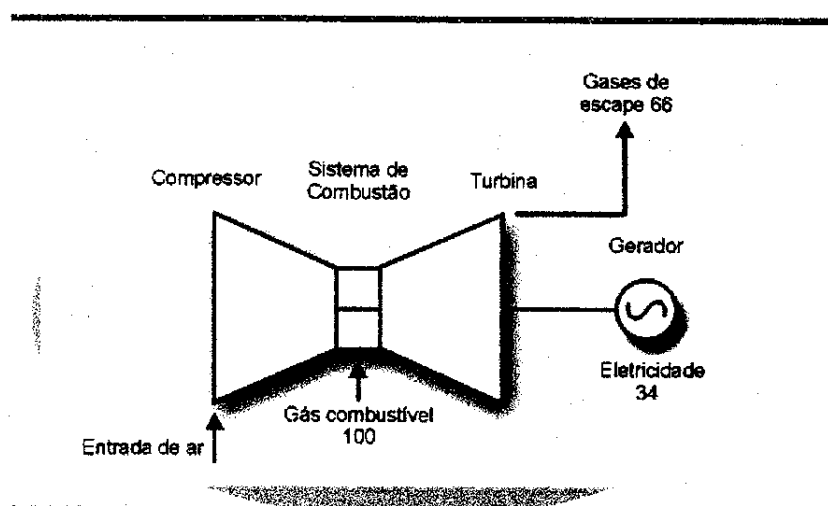 Gases de
escape 66
Compressor
Sistema de
Combustão
Turbina
Gerador
Eletricidade
34
Gás combustível
100
Entrada de ar